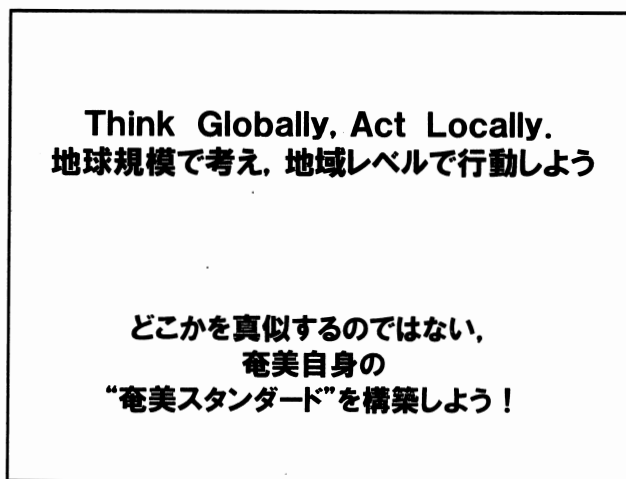 Think Globally, Act Locally.
地球規模で考え，地域レベルで行動しよう
どこかを真似するのではない，
奄美自身の
“奄美スタンダード”を構築しよう！